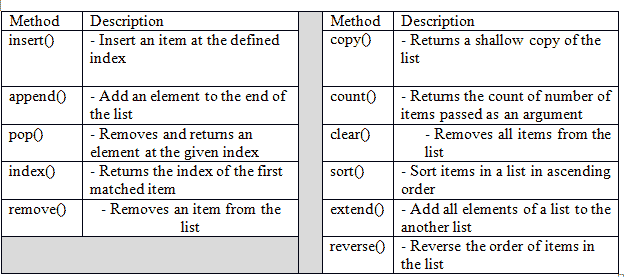 Method Description
insert() - Insert an item at the defined
index
append() - Add an element to the end of
the list
pop() - Removes and returns an
element at the given index
index() - Returns the index of the first
matched item
remove() - Removes an item from the
list
Method Description
copy() - Returns a shallow copy of the
list
count() - Returns the count of number of
items passed as an argument
clear() - Removes all items from the
list
sort() - Sort items in a list in ascending
order
extend() - Add all elements of a list to the
another list
reverse() - Reverse the order of items in
the list